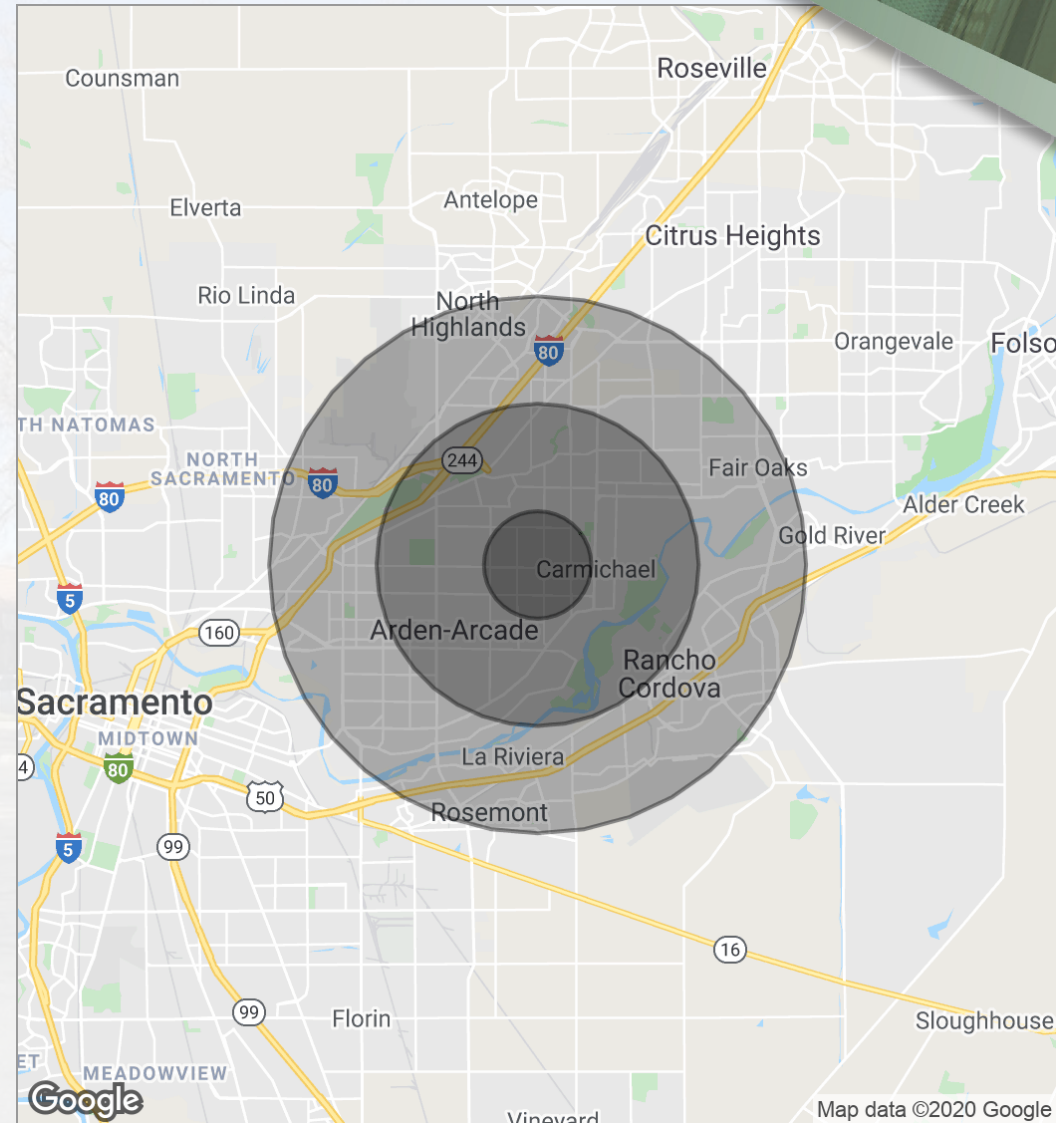 Roseville
Counsman
Antelope
Elverta
Citrus Heights
Rio Linda
North
Highlands
80
Orangevale
Folso
TH NATOMAS
NORTH
SACRAMENTO
244
80
80
Fair Oaks
Alder Creek
Gold River
Carmichael
5
160
Arden-Arcade
Rancho
Cordova
Sacramento
MIDTOWN
4
80
La Riviera
50
Rosemont
5
99
16
99
Florin
Sloughhouse
ET
MEADOWVIEW
Google
Vineyard
Map data ©2020 Google